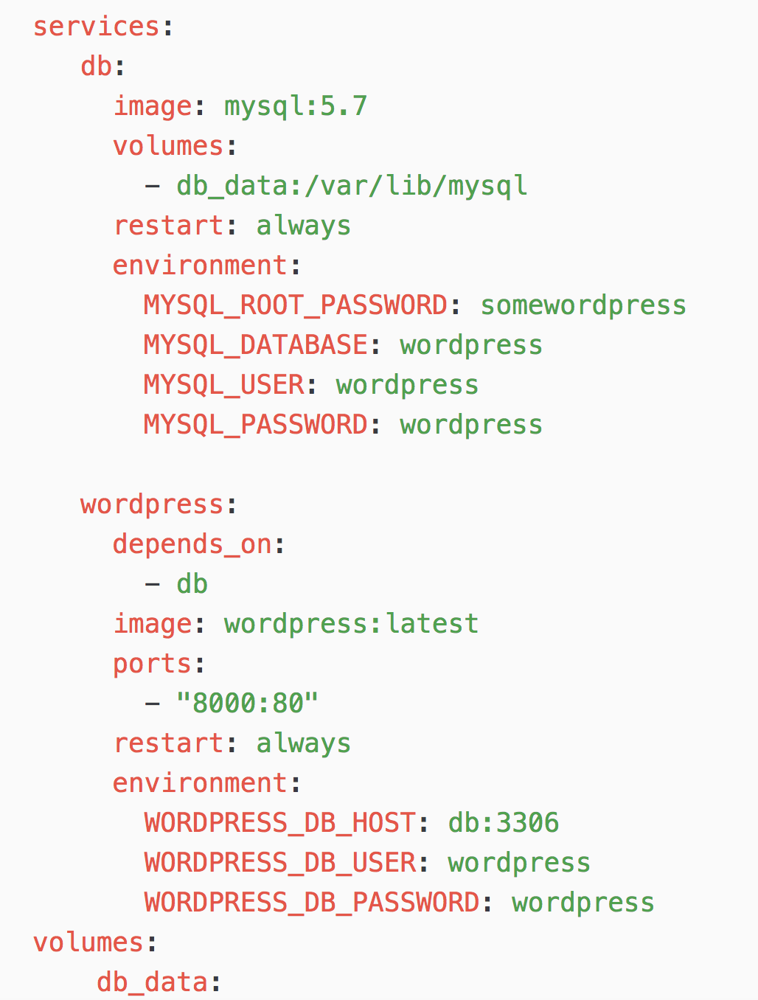 services:
   db:
     image: mysql:5.7
     volumes:
       - db_data:/var/lib/mysql
     restart: always
     environment:
       MYSQL_ROOT_PASSWORD: somewordpress
       MYSQL_DATABASE: wordpress
       MYSQL_USER: wordpress
       MYSQL_PASSWORD: wordpress

   wordpress:
     depends_on:
       - db
     image: wordpress:latest
     ports:
       - "8000:80"
     restart: always
     environment:
       WORDPRESS_DB_HOST: db:3306
       WORDPRESS_DB_USER: wordpress
       WORDPRESS_DB_PASSWORD: wordpress
volumes:
    db_data: